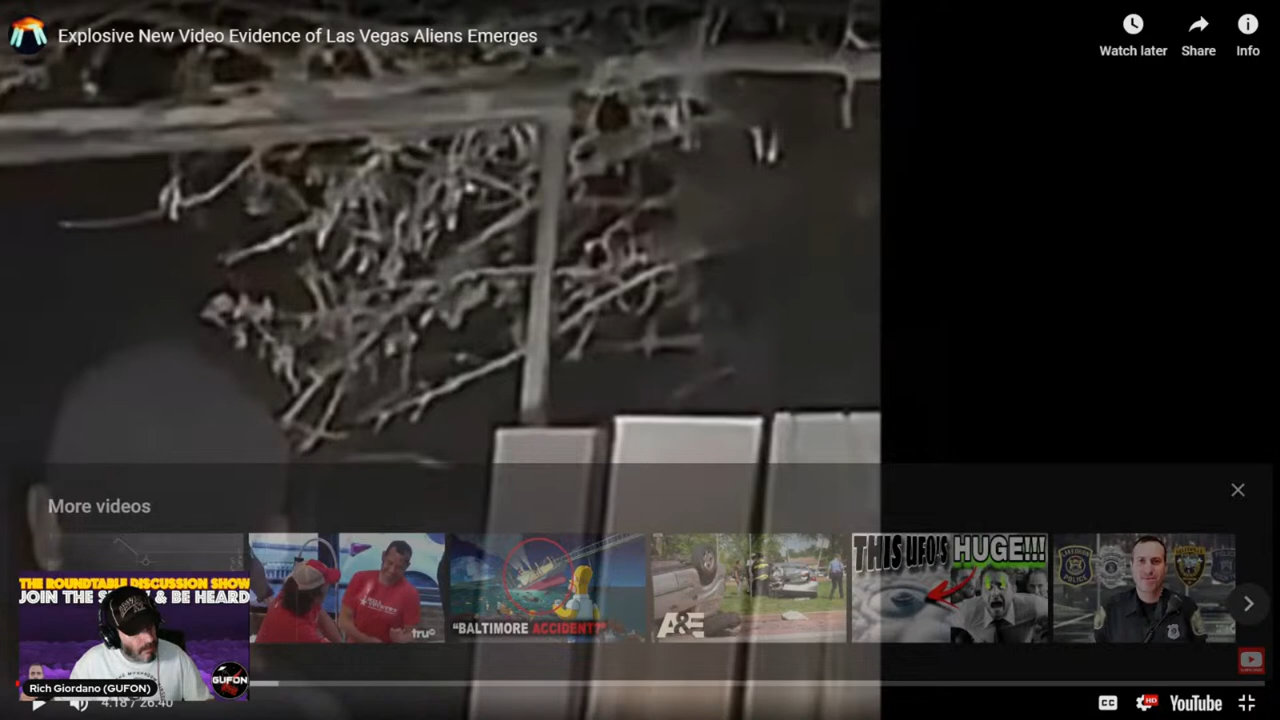 Explosive New Video Evidence of Las Vegas Aliens Emerges
Watch later
Share
Info
More videos
THE ROUNDTABLE DISCUSSION SHOW
JOIN THE & BE HEARD
Rich Giordano (GUFON)
GUFON
truº
"BALTIMORE ACCIDENT?"
A&E
THIS UFO'S HUGE!!!
POLICE
4:18 / 26:40
CC
HD
YouTube